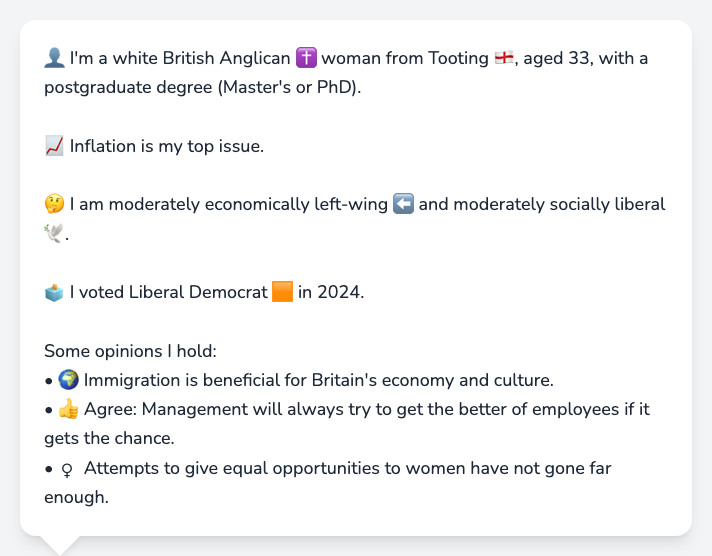 👤 I'm a white British Anglican ✝️ woman from Tooting 🏴󠁧󠁢󠁥󠁮󠁧󠁿, aged 33, with a
postgraduate degree (Master's or PhD).
📈 Inflation is my top issue.
🤔 I am moderately economically left-wing ⬅️ and moderately socially liberal
🕊️.
🗳️ I voted Liberal Democrat 🟧 in 2024.
Some opinions I hold:
• 🌍 Immigration is beneficial for Britain's economy and culture.
• 👍 Agree: Management will always try to get the better of employees if it
gets the chance.
• ♀ Attempts to give equal opportunities to women have not gone far
enough.